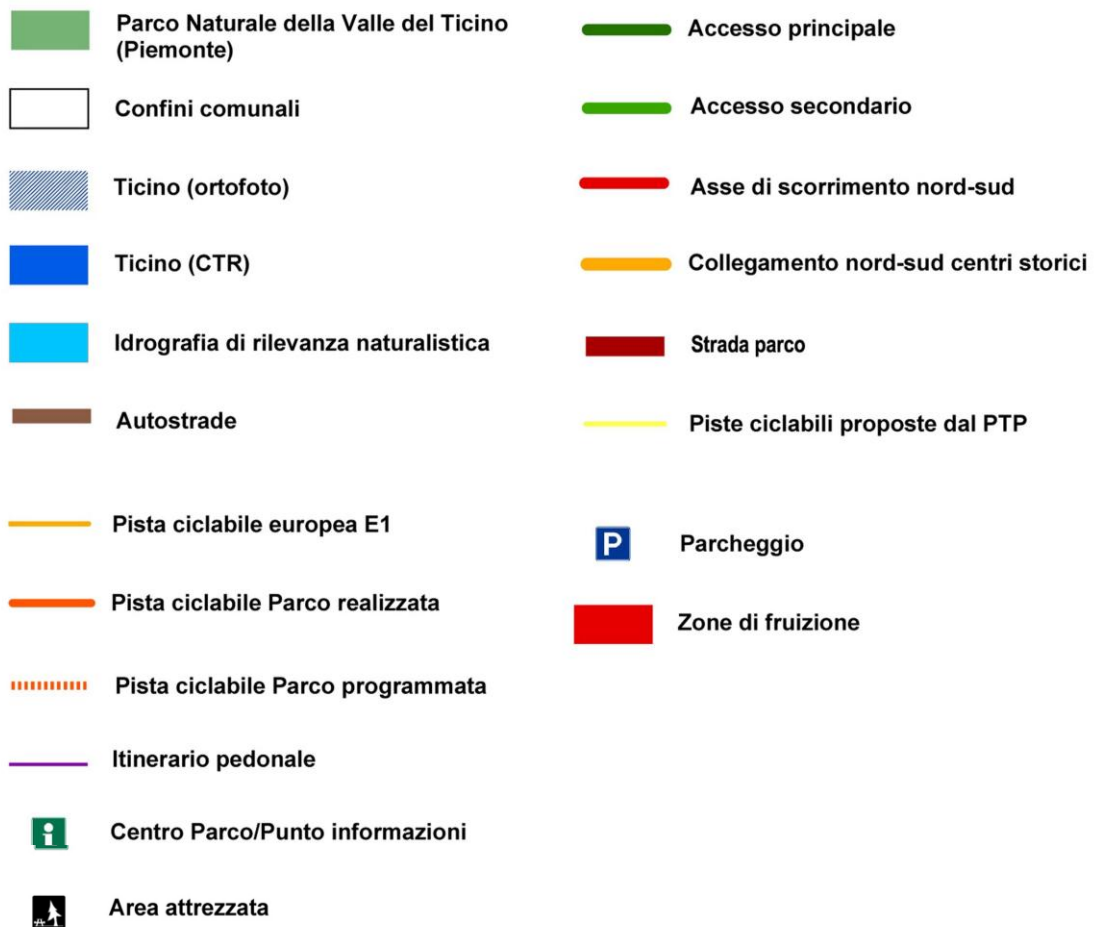 Parco Naturale della Valle del Ticino
(Piemonte)
Confini comunali
Ticino (ortofoto)
Ticino (CTR)
Idrografia di rilevanza naturalistica
Autostrade
Pista ciclabile europea E1
Pista ciclabile Parco realizzata
Pista ciclabile Parco programmata
Itinerario pedonale
i Centro Parco/Punto informazioni
Area attrezzata
Accesso principale
Accesso secondario
Asse di scorrimento nord-sud
Collegamento nord-sud centri storici
Strada parco
Piste ciclabili proposte dal PTP
P Parcheggio
Zone di fruizione